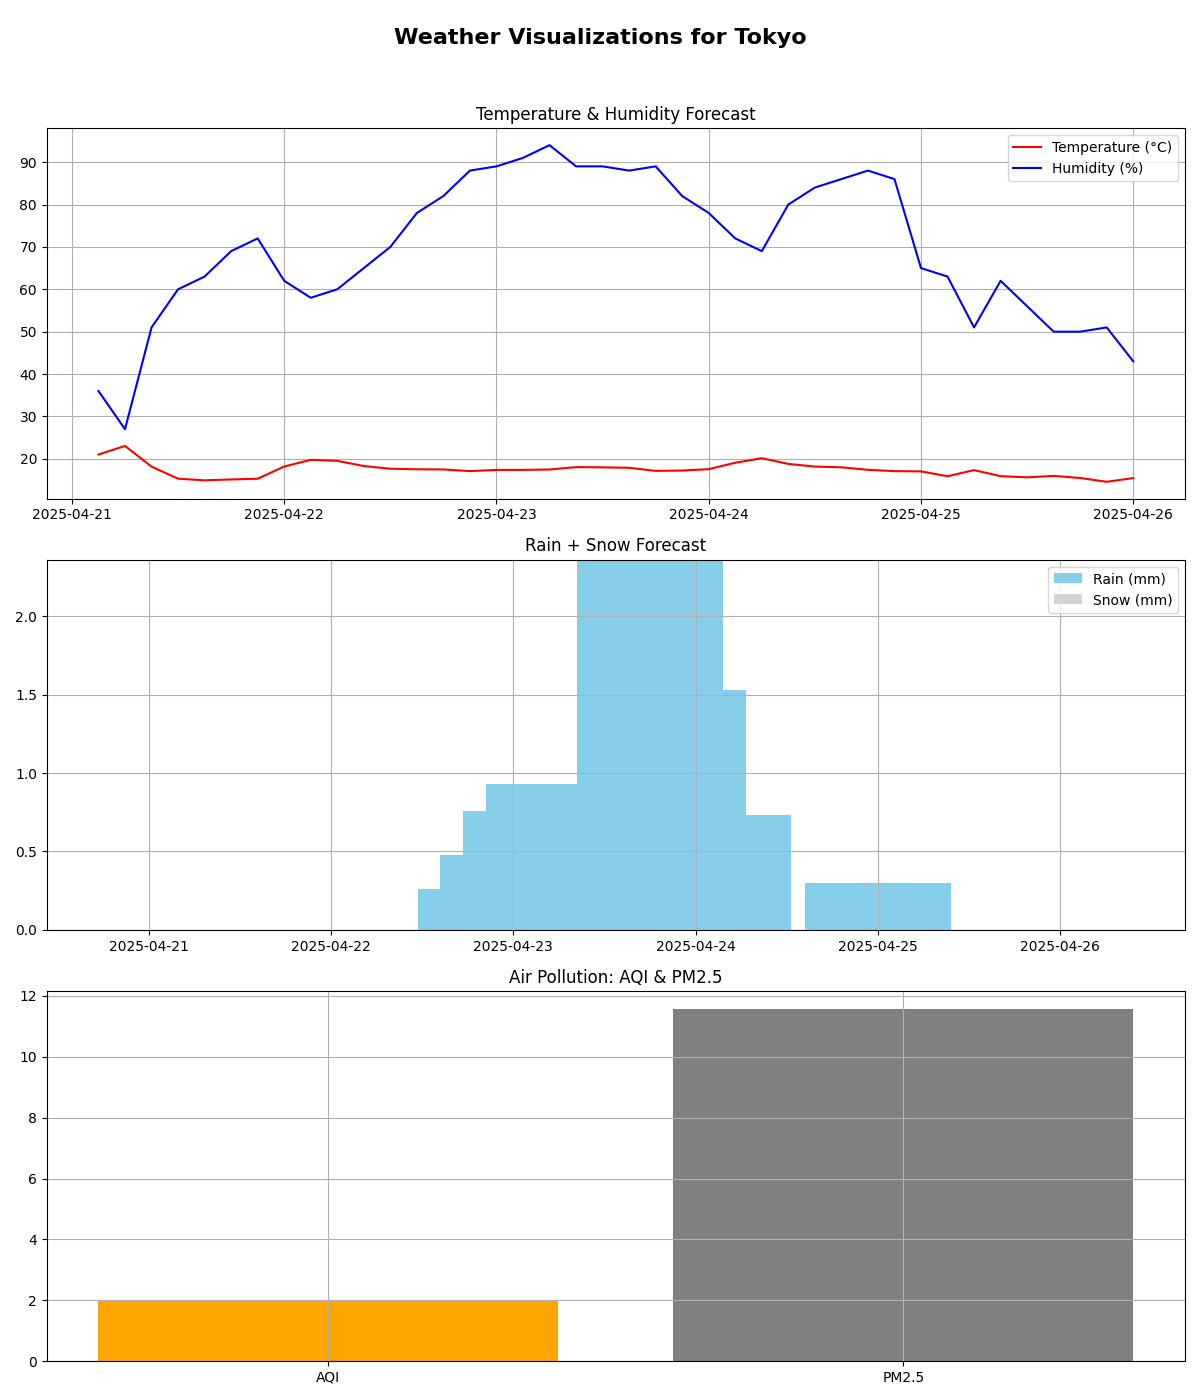 Weather Visualizations for Tokyo
Temperature & Humidity Forecast
Temperature (°C)
Humidity (%)
90
80
70
60
50
40
30
20
2025-04-21 2025-04-22 2025-04-23 2025-04-24 2025-04-25 2025-04-26
Rain + Snow Forecast
Rain (mm)
Snow (mm)
2.0
1.5
1.0
0.5
0.0
2025-04-21 2025-04-22 2025-04-23 2025-04-24 2025-04-25 2025-04-26
Air Pollution: AQI & PM2.5
12
10
8
6
4
2
0
AQI PM2.5